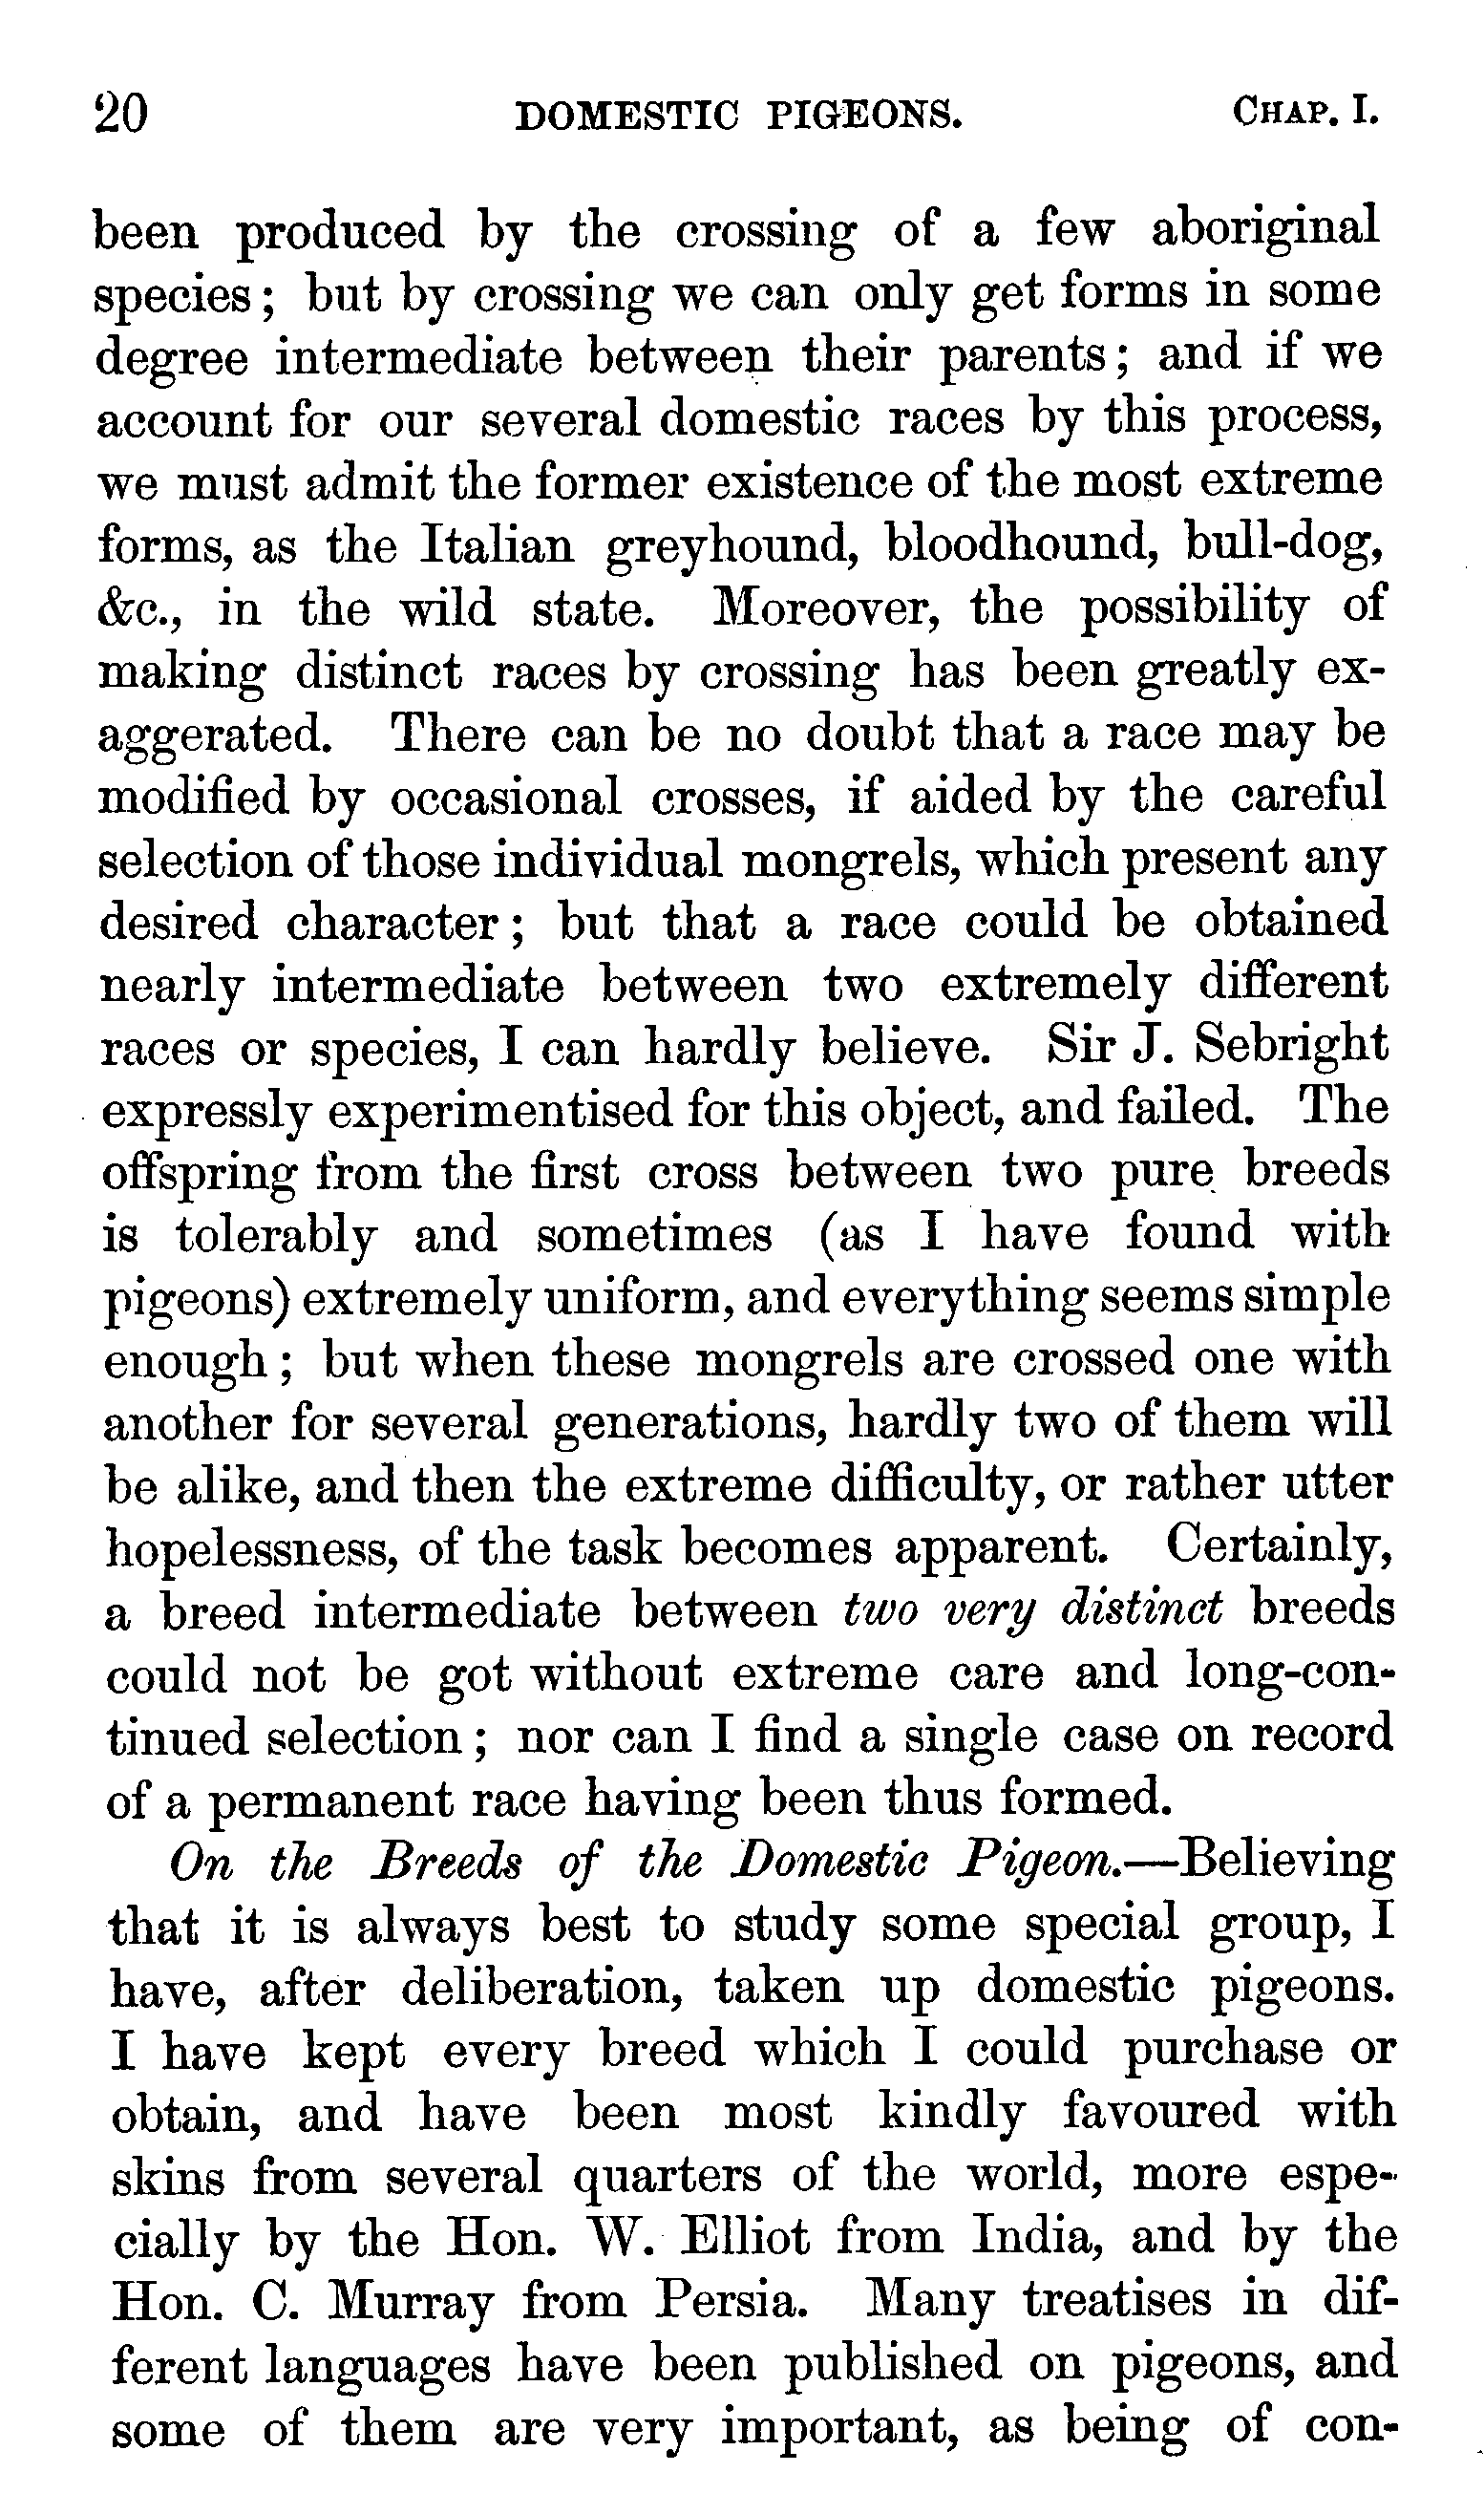 20 DOMESTIC PIGEONS. CHAP. I.
been produced by the crossing of a few aboriginal
species; but by crossing we can only get forms in some
degree intermediate between their parents; and if we
account for our several domestic races by this process,
we must admit the former existence of the most extreme
forms, as the Italian greyhound, bloodhound, bull-dog,
&c., in the wild state. Moreover, the possibility of
making distinct races by crossing has been greatly ex-
aggerated. There can be no doubt that a race may be
modified by occasional crosses, if aided by the careful
selection of those individual mongrels, which present any
desired character; but that a race could be obtained
nearly intermediate between two extremely different
races or species, I can hardly believe. Sir J. Sebright
expressly experimentised for this object, and failed. The
offspring from the first cross between two pure breeds
is tolerably and sometimes (as I have found with
pigeons) extremely uniform, and everything seems simple
enough; but when these mongrels are crossed one with
another for several generations, hardly two of them will
be alike, and then the extreme difficulty, or rather utter
hopelessness, of the task becomes apparent. Certainly,
a breed intermediate between two very distinct breeds
could not be got without extreme care and long-con-
tinued selection; nor can I find a single case on record
of a permanent race having been thus formed.
On the Breeds of the Domestic Pigeon.—Believing
that it is always best to study some special group, I
have, after deliberation, taken up domestic pigeons.
I have kept every breed which I could purchase or
obtain, and have been most kindly favoured with
skins from several quarters of the world, more espe-
cially by the Hon. W. Elliot from India, and by the
Hon. C. Murray from Persia. Many treatises in dif-
ferent languages have been published on pigeons, and
some of them are very important, as being of con-